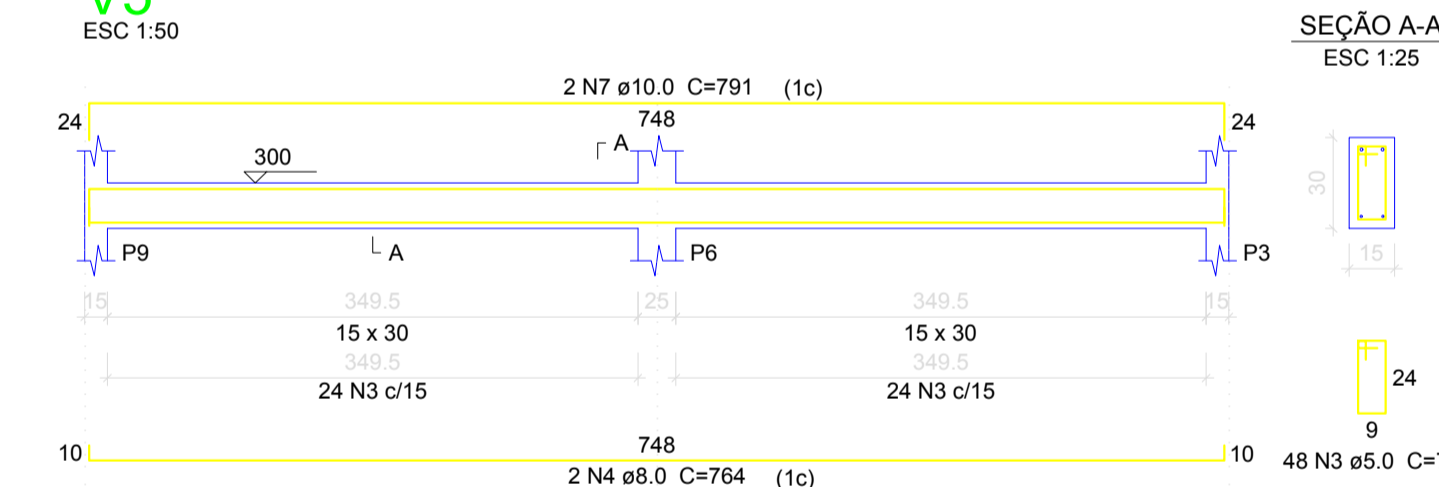 V5
ESC 1:50
SEÇÃO A-A
ESC 1:25
2 N7 ø10.0 C=791 (1c)
24
748
24
A
300
30
A
P9
P6
P3
15
15
349.5
25
349.5
15
15 x 30
15 x 30
349.5
349.5
24 N3 c/15
24 N3 c/15
24
9
10
748
10
2 N4 ø8.0 C=764 (1c)
48 N3 ø5.0